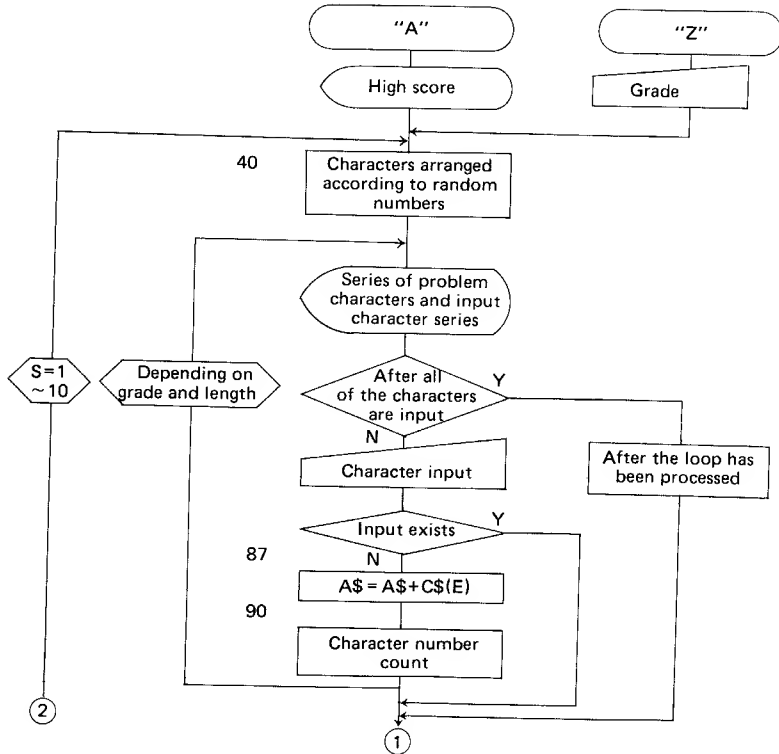 "A"
"Z"
High score
Grade
40
Characters arranged
according to random
numbers
Series of problem
characters and input
character series
S=1
~10
Depending on
grade and length
After all
of the characters
are input
Y
N
Character input
After the loop has
been processed
Input exists
Y
87
N
A$=A$+C$(E)
90
Character number
count
2
1